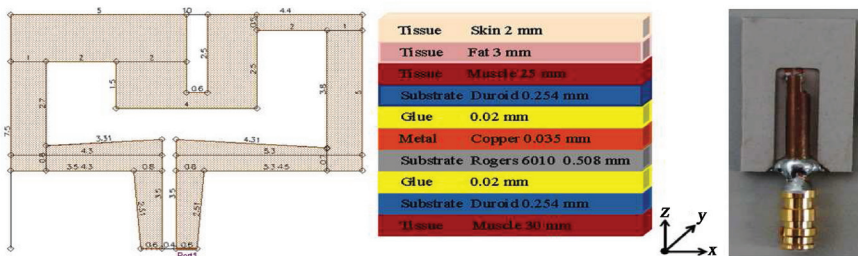 5 10 4.4
0.5 2 1
1 2 2 2.5
1.5 0.6 2.5 3.8 5
4
7.5 2.7 3.31 4.31
0.8 4.3 5.3
3.5-4.3 0.8 0.8 3.3-4.5
2.51 3.5 3.5 2.51
0.6 0.4 0.6
Tissue Skin 2 mm
Tissue Fat 3 mm
Tissue Muscle 25 mm
Substrate Duroid 0.254 mm
Glue 0.02 mm
Metal Copper 0.035 mm
Substrate Rogers 6010 0.508 mm
Glue 0.02 mm
Substrate Duroid 0.254 mm
Tissue Muscle 30 mm
z y
x